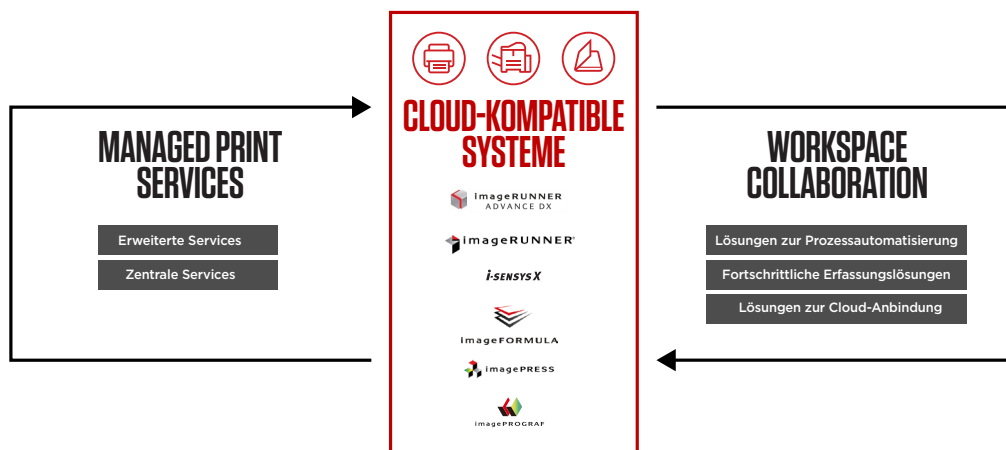 MANAGED PRINT
SERVICES
Erweiterte Services
Zentrale Services
CLOUD-KOMPATIBLE
SYSTEME
imageRUNNER
ADVANCE DX
imageRUNNER®
i-SENSYS X
imageFORMULA
imagePRESS
imagePROGRAF
WORKSPACE
COLLABORATION
Lösungen zur Prozessautomatisierung
Fortschrittliche Erfassungslösungen
Lösungen zur Cloud-Anbindung